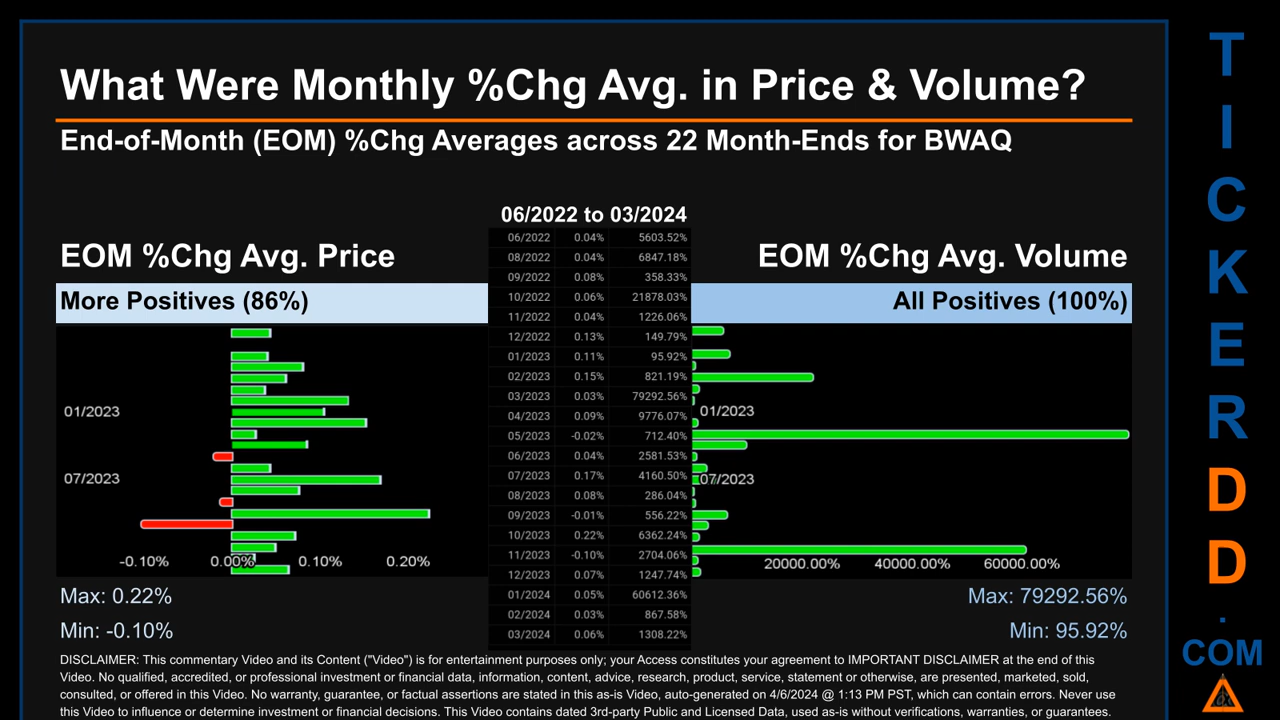 What Were Monthly %Chg Avg. in Price & Volume?
End-of-Month (EOM) %Chg Averages across 22 Month-Ends for BWAQ
06/2022 to 03/2024
EOM %Chg Avg. Price
EOM %Chg Avg. Volume
More Positives (86%)
All Positives (100%)
06/2022 0.04% 5603.52%
08/2022 0.04% 6847.18%
09/2022 0.08% 358.33%
10/2022 0.06% 21878.03%
11/2022 0.04% 1226.06%
12/2022 0.13% 149.79%
01/2023 0.11% 95.92%
02/2023 0.15% 821.19%
03/2023 0.03% 79292.56%
04/2023 0.09% 9776.07%
05/2023 -0.02% 712.40%
06/2023 0.04% 2581.53%
07/2023 0.17% 4160.50%
08/2023 0.08% 286.04%
09/2023 -0.01% 556.22%
10/2023 0.22% 6362.24%
11/2023 -0.10% 2704.06%
12/2023 0.07% 1247.74%
01/2024 0.05% 60612.36%
02/2024 0.03% 867.58%
03/2024 0.06% 1308.22%
01/2023
07/2023
-0.10% 0.00% 0.10% 0.20%
01/2023
07/2023
20000.00% 40000.00% 60000.00%
Max: 0.22%
Min: -0.10%
Max: 79292.56%
Min: 95.92%
DISCLAIMER: This commentary Video and its Content ("Video") is for entertainment purposes only; your Access constitutes your agreement to IMPORTANT DISCLAIMER at the end of this
Video. No qualified, accredited, or professional investment or financial data, information, content, advice, research, product, service, statement or otherwise, are presented, marketed, sold,
consulted, or offered in this Video. No warranty, guarantee, or factual assertions are stated in this as-is Video, auto-generated on 4/6/2024 @ 1:13 PM PST, which can contain errors. Never use
this Video to influence or determine investment or financial decisions. This Video contains dated 3rd-party Public and Licensed Data, used as-is without verifications, warranties, or guarantees.
T
I
C
K
E
R
D
D
.
COM